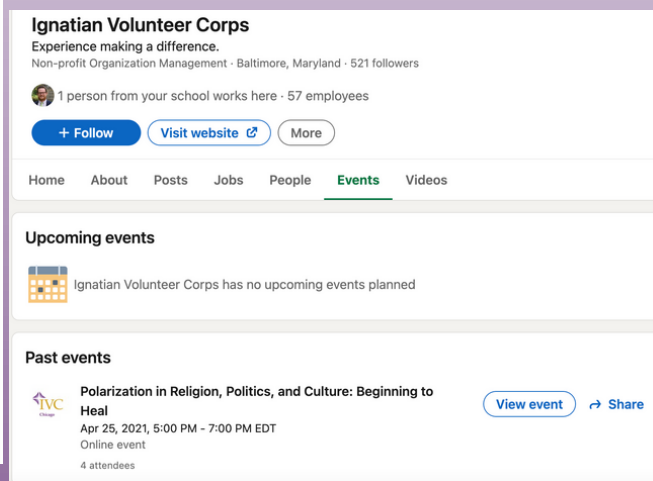 Ignatian Volunteer Corps
Experience making a difference.
Non-profit Organization Management · Baltimore, Maryland · 521 followers
1 person from your school works here · 57 employees
+ Follow Visit website More
Home About Posts Jobs People Events Videos
Upcoming events
Ignatian Volunteer Corps has no upcoming events planned
Past events
IVC
Chicago
Polarization in Religion, Politics, and Culture: Beginning to
Heal
Apr 25, 2021, 5:00 PM - 7:00 PM EDT
Online event
4 attendees
View event Share